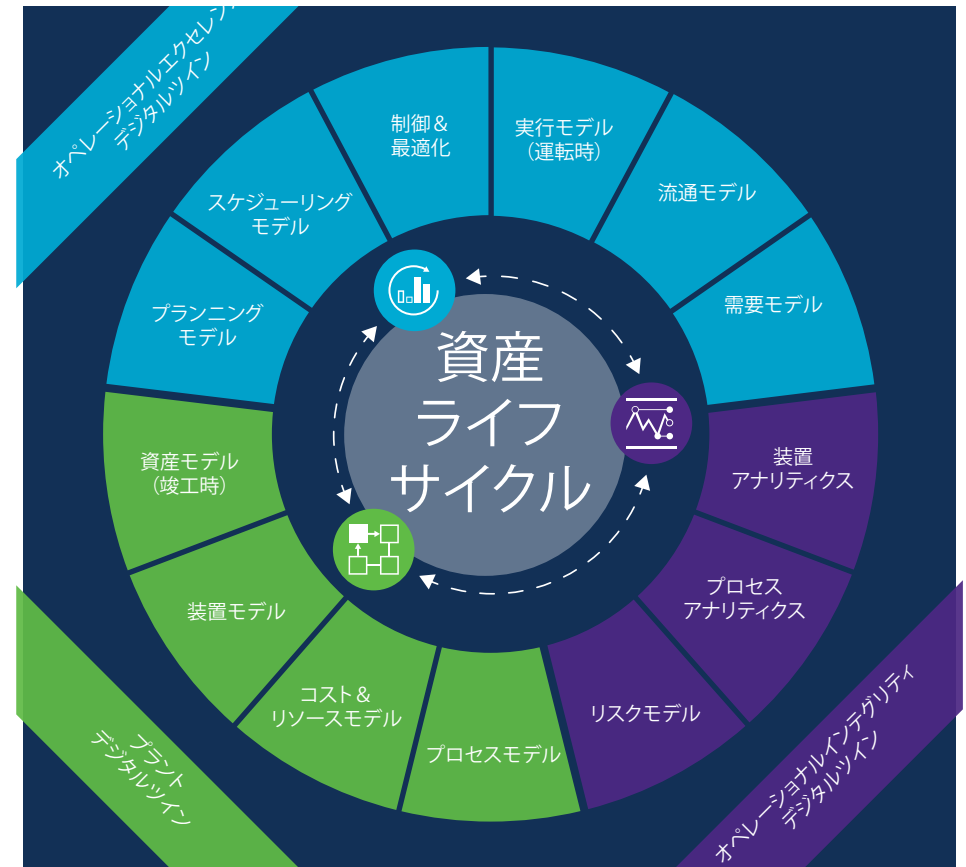 オペレーショナルエクセレンス
デジタルツイン
制御＆
最適化
実行モデル
（運転時）
流通モデル
需要モデル
スケジューリング
モデル
プランニング
モデル
資産
ライフ
サイクル
資産モデル
（竣工時）
装置モデル
コスト＆
リソースモデル
プロセスモデル
リスクモデル
プロセス
アナリティクス
装置
アナリティクス
プラント
デジタルツイン
オペレーショナルインテグリティ
デジタルツイン